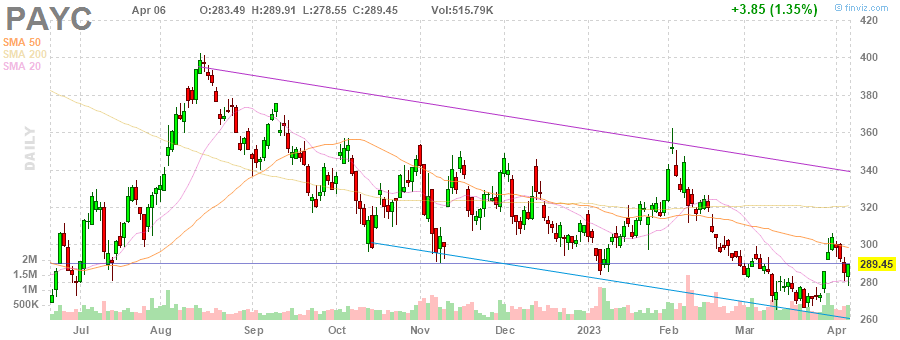 PAYC Apr 06 O:283.49 H:289.91 L:278.55 C:289.45 Vol:515.79K +3.85 (1.35%) finviz.com
SMA 50
SMA 200
SMA 20
DAILY
420
400
380
360
340
320
300
289.45
280
260
2M
1.5M
1M
500K
Jul Aug Sep Oct Nov Dec 2023 Feb Mar Apr